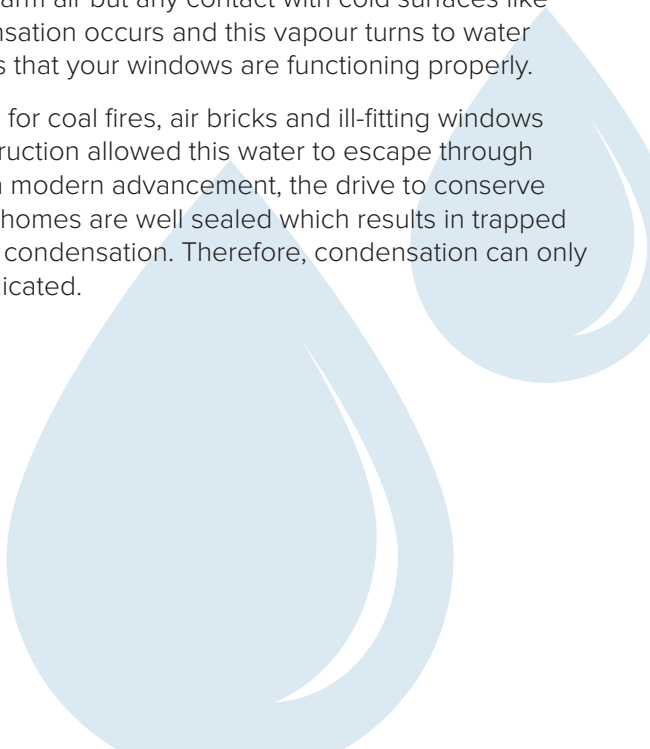 arm air but any contact with cold surfaces like
nsation occurs and this vapour turns to water
s that your windows are functioning properly.
for coal fires, air bricks and ill-fitting windows
ruction allowed this water to escape through
modern advancement, the drive to conserve
homes are well sealed which results in trapped
condensation. Therefore, condensation can only
icated.